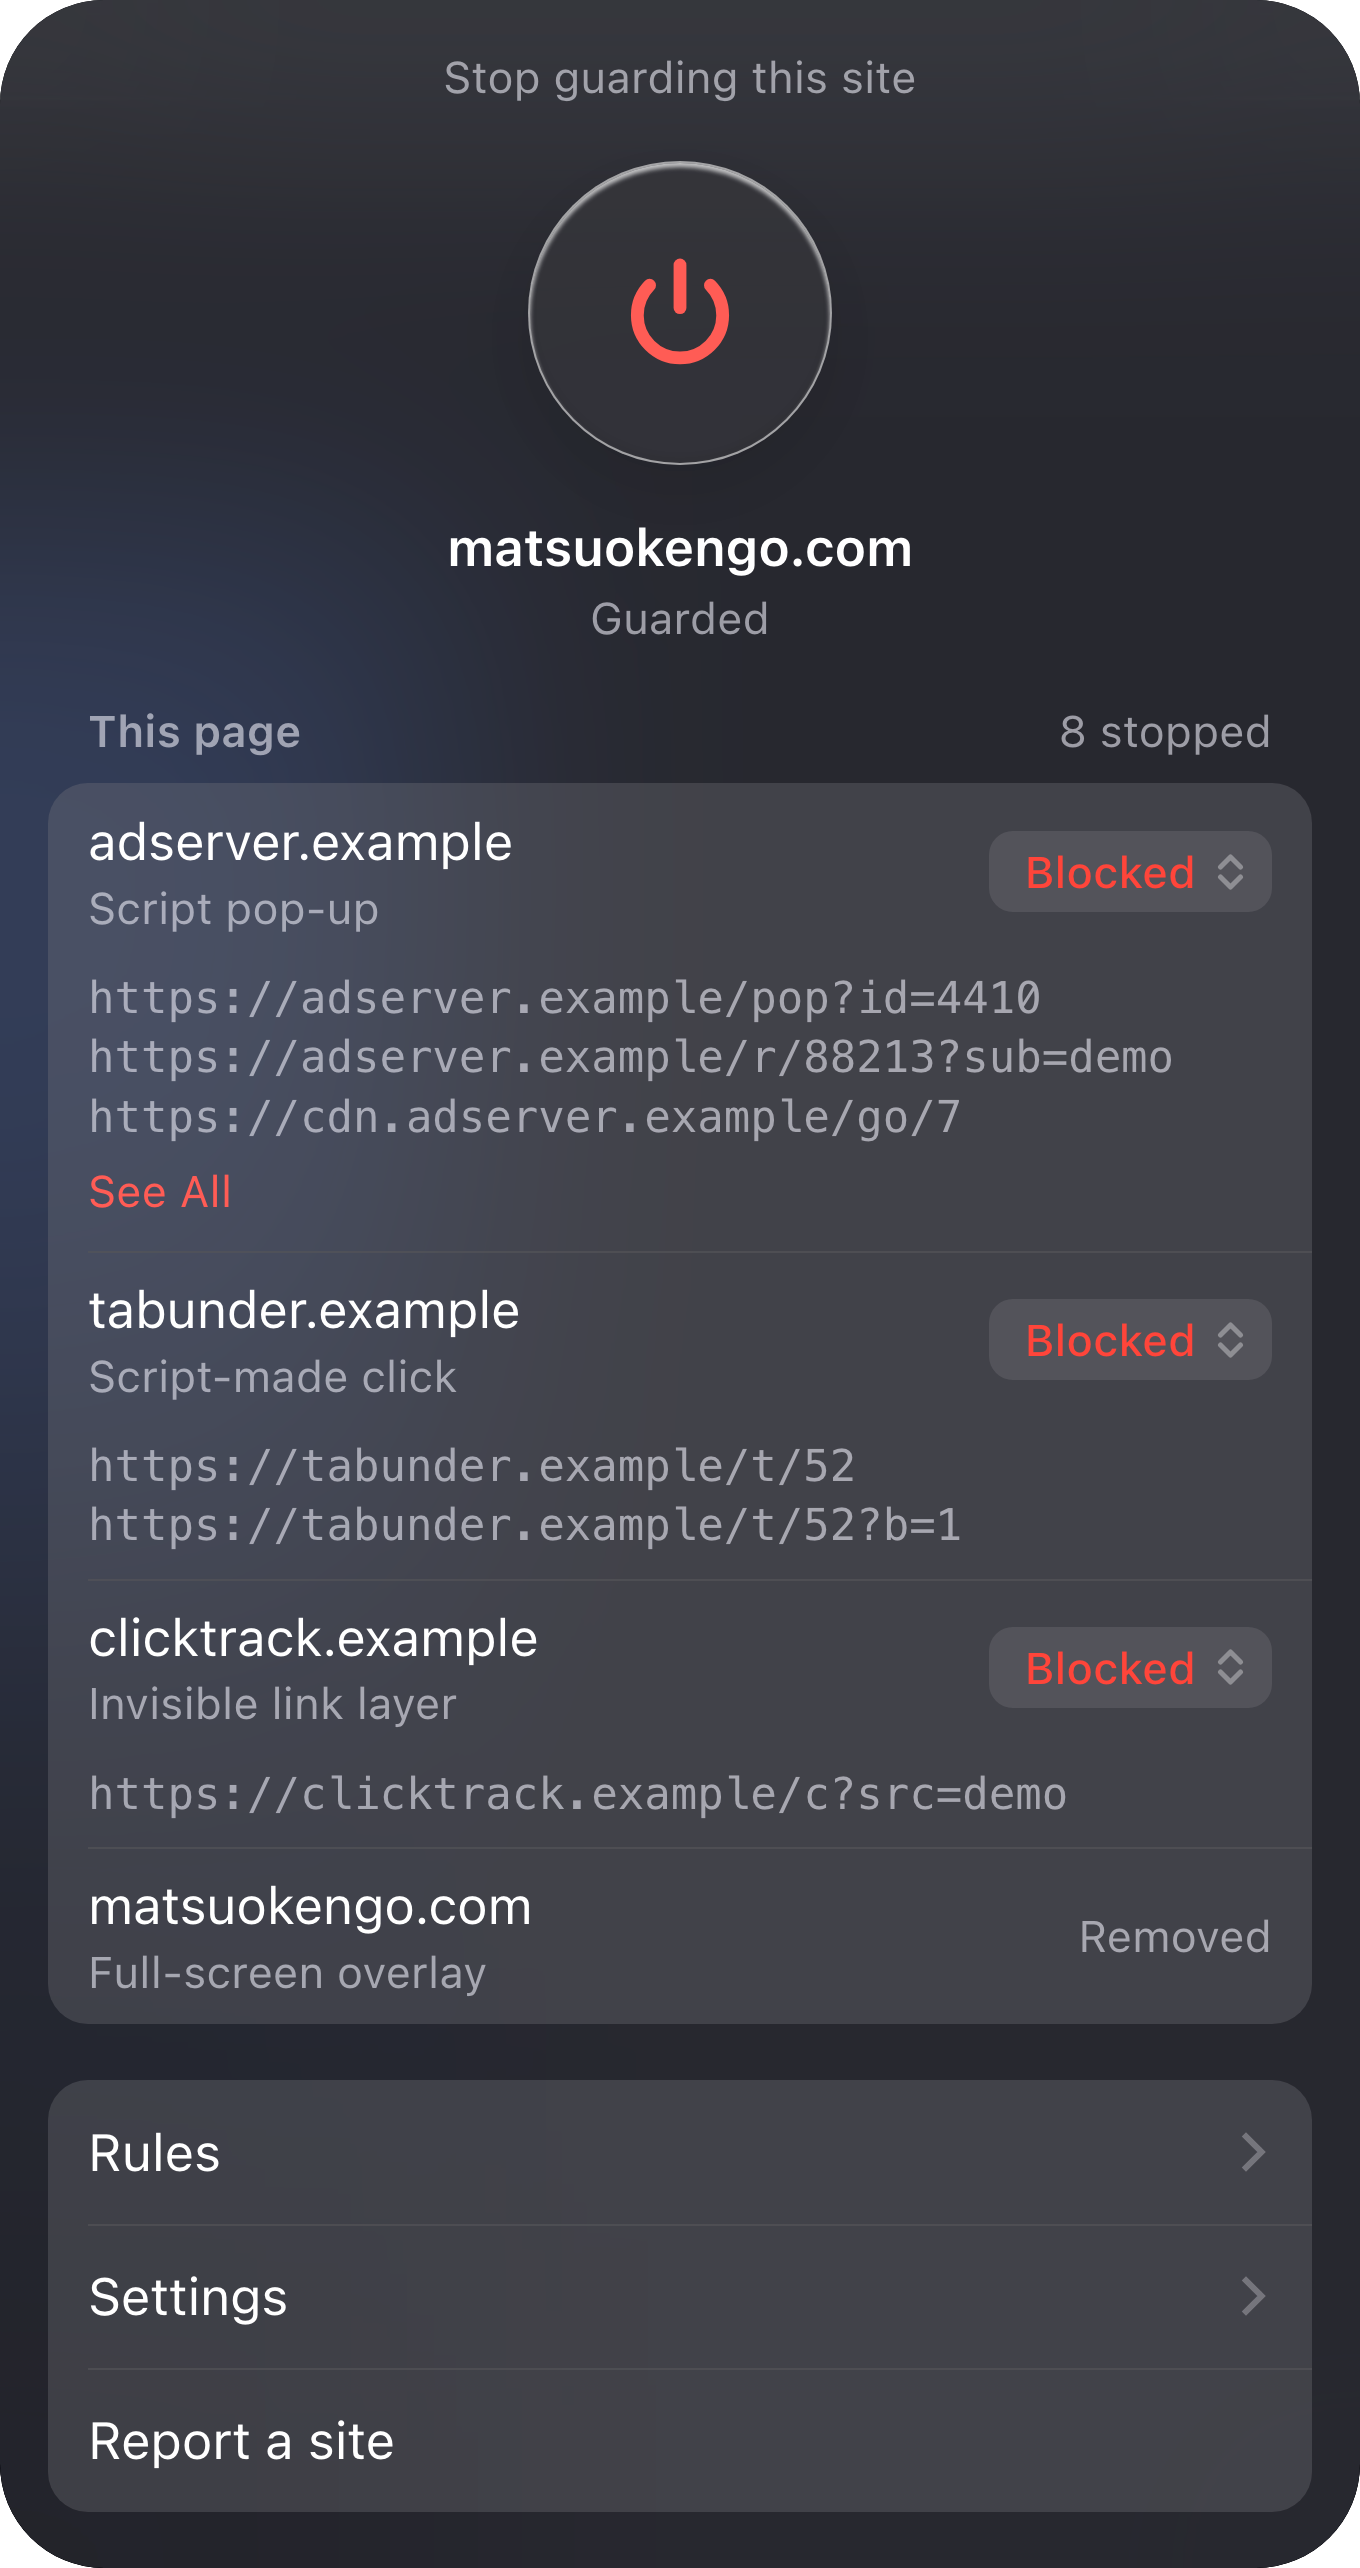 Stop guarding this site
matsuokengo.com
Guarded
This page
8 stopped
adserver.example
Blocked
Script pop-up
https://adserver.example/pop?id=4410
https://adserver.example/r/88213?sub=demo
https://cdn.adserver.example/go/7
See All
tabunder.example
Blocked
Script-made click
https://tabunder.example/t/52
https://tabunder.example/t/52?b=1
clicktrack.example
Blocked
Invisible link layer
https://clicktrack.example/c?src=demo
matsuokengo.com
Removed
Full-screen overlay
Rules
Settings
Report a site